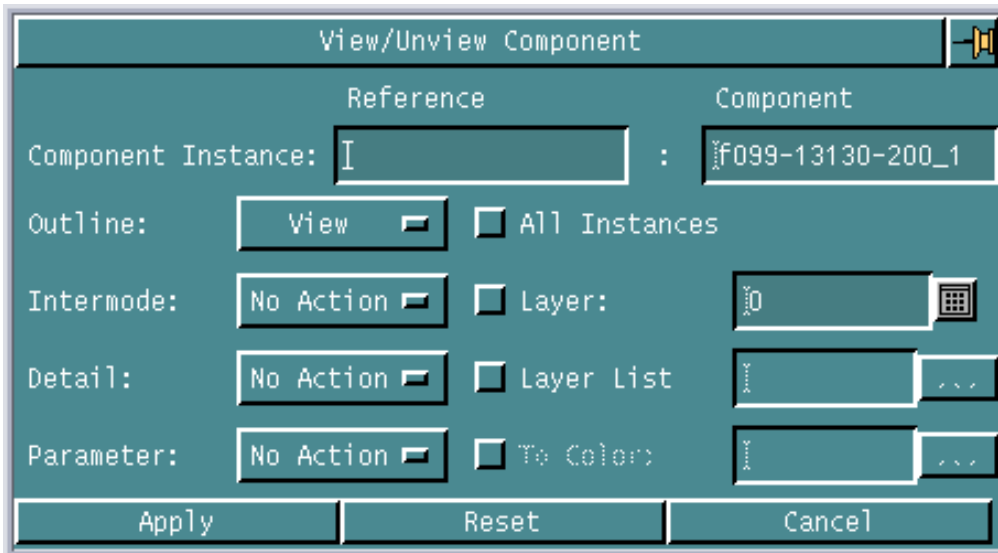 View/Unview Component
Reference Component
Component Instance: : f099-13130-200_1
Outline: View All Instances
Intermode: No Action Layer: 0
Detail: No Action Layer List ...
Parameter: No Action To Color: ...
Apply Reset Cancel